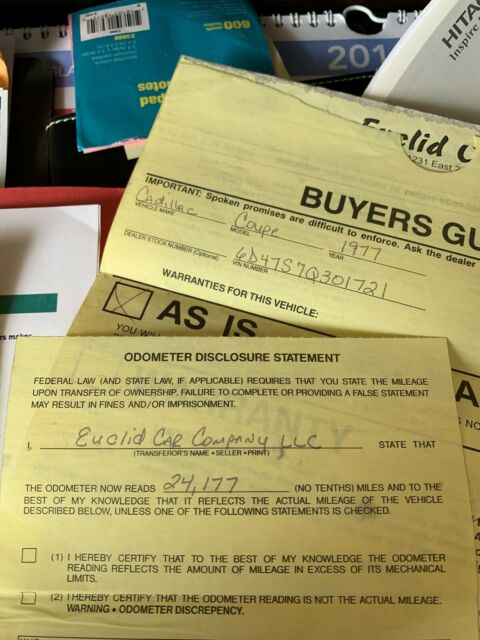 600
notes
201
HITAC
Inspire
Euclid C
1231 East 2
BUYERS GU
IMPORTANT: Spoken promises are difficult to enforce. Ask the dealer
Cadillac Coupe 1977
VEHICLE MAKE MODEL YEAR
6D47S7Q301721
DEALER STOCK NUMBER (Optional) VIN NUMBER
WARRANTIES FOR THIS VEHICLE:
AS IS
YOU WILL
ODOMETER DISCLOSURE STATEMENT
FEDERAL LAW (AND STATE LAW, IF APPLICABLE) REQUIRES THAT YOU STATE THE MILEAGE
UPON TRANSFER OF OWNERSHIP. FAILURE TO COMPLETE OR PROVIDING A FALSE STATEMENT
MAY RESULT IN FINES AND/OR IMPRISONMENT.
I, Euclid Car Company LLC STATE THAT
(TRANSFEROR'S NAME • SELLER • PRINT)
THE ODOMETER NOW READS 24,177 (NO TENTHS) MILES AND TO THE
BEST OF MY KNOWLEDGE THAT IT REFLECTS THE ACTUAL MILEAGE OF THE VEHICLE
DESCRIBED BELOW, UNLESS ONE OF THE FOLLOWING STATEMENTS IS CHECKED.
(1) I HEREBY CERTIFY THAT TO THE BEST OF MY KNOWLEDGE THE ODOMETER
READING REFLECTS THE AMOUNT OF MILEAGE IN EXCESS OF ITS MECHANICAL
LIMITS.
(2) I HEREBY CERTIFY THAT THE ODOMETER READING IS NOT THE ACTUAL MILEAGE.
WARNING • ODOMETER DISCREPENCY.